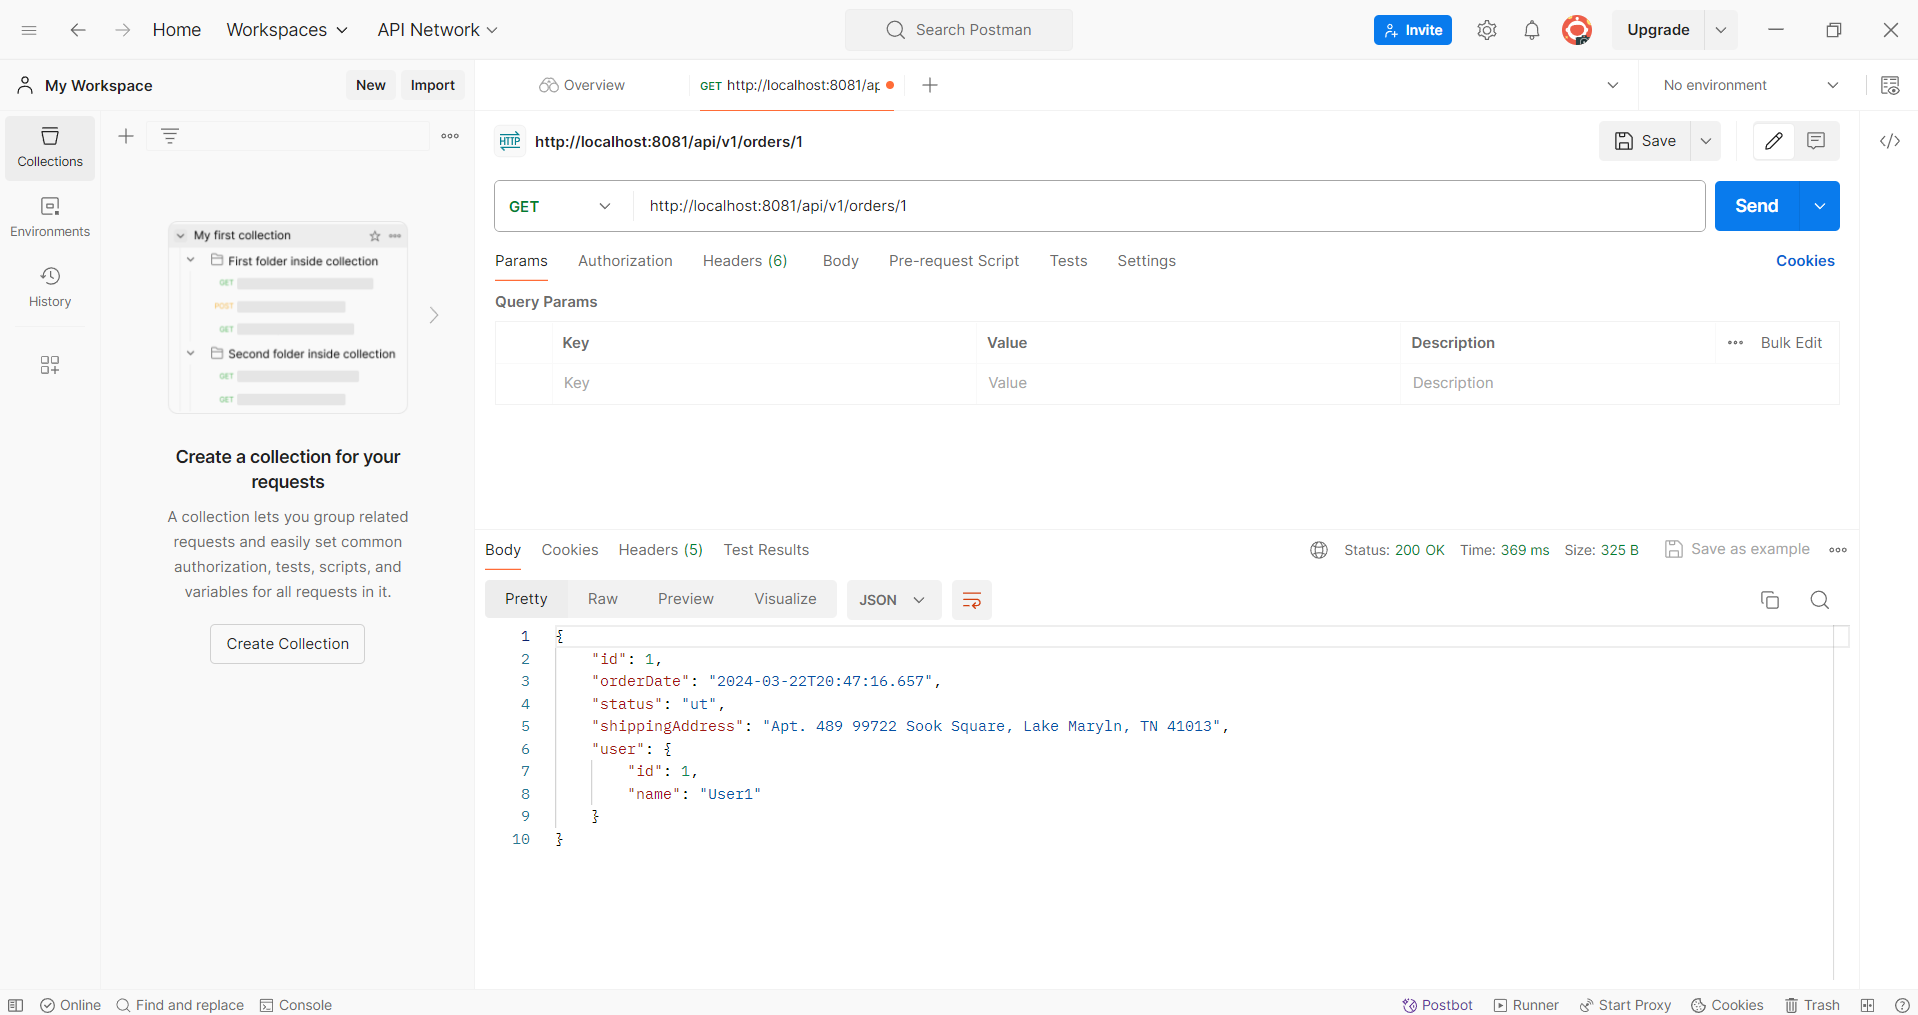 Home Workspaces API Network Search Postman Invite Upgrade
My Workspace New Import Overview GET http://localhost:8081/ap No environment
Collections
Environments
History
My first collection
First folder inside collection
GET
POST
GET
Second folder inside collection
GET
GET
Create a collection for your
requests
A collection lets you group related
requests and easily set common
authorization, tests, scripts, and
variables for all requests in it.
Create Collection
HTTP http://localhost:8081/api/v1/orders/1 Save
GET http://localhost:8081/api/v1/orders/1 Send
Params Authorization Headers (6) Body Pre-request Script Tests Settings Cookies
Query Params
Key Value Description Bulk Edit
Key Value Description
Body Cookies Headers (5) Test Results Status: 200 OK Time: 369 ms Size: 325 B Save as example
Pretty Raw Preview Visualize JSON
1 {
2 "id": 1,
3 "orderDate": "2024-03-22T20:47:16.657",
4 "status": "ut",
5 "shippingAddress": "Apt. 489 99722 Sook Square, Lake Maryln, TN 41013",
6 "user": {
7 "id": 1,
8 "name": "User1"
9 }
10 }
Online Find and replace Console Postbot Runner Start Proxy Cookies Trash